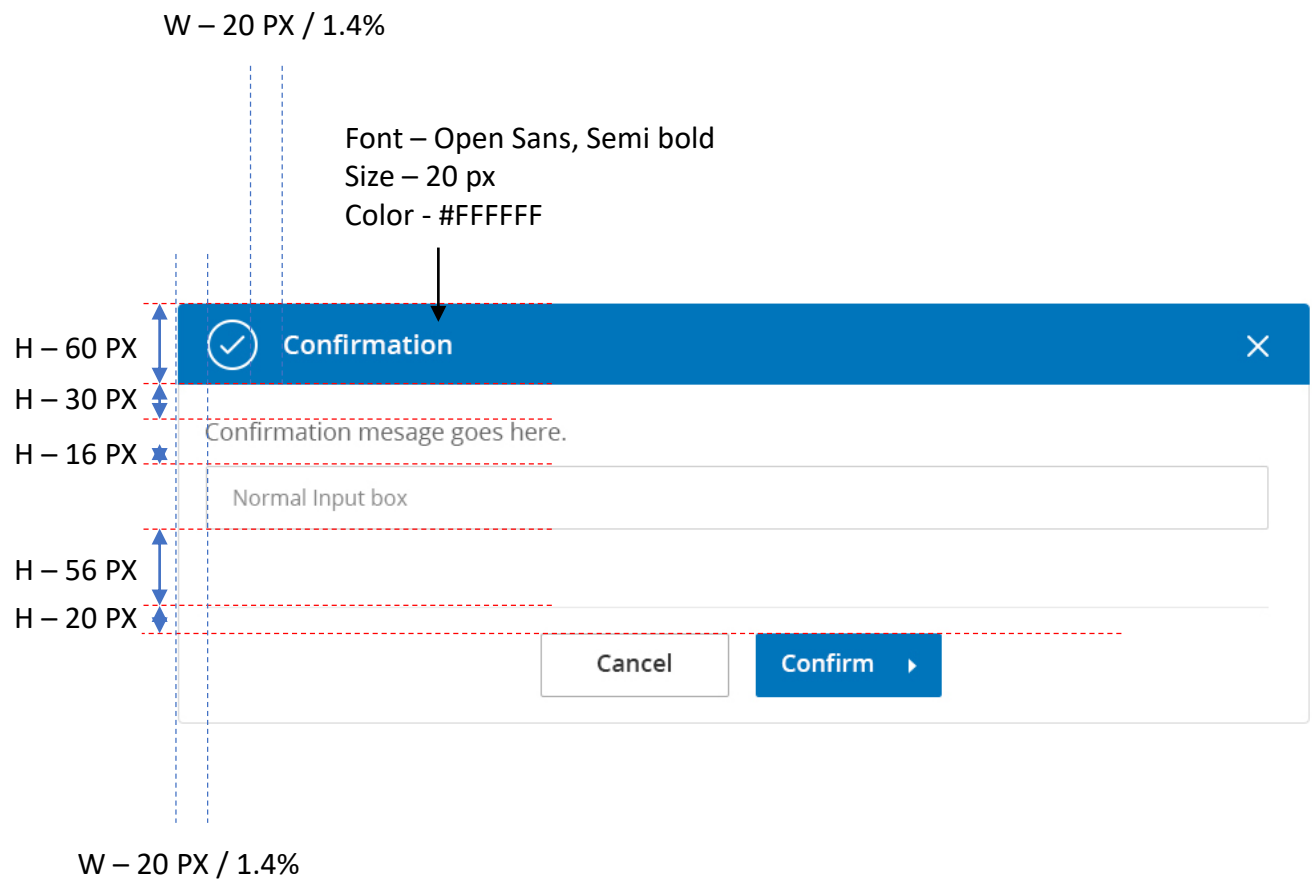 W – 20 PX / 1.4%
Font – Open Sans, Semi bold
Size – 20 px
Color - #FFFFFF
H – 60 PX
Confirmation
H – 30 PX
Confirmation mesage goes here.
H – 16 PX
Normal Input box
H – 56 PX
H – 20 PX
Cancel
Confirm
W – 20 PX / 1.4%